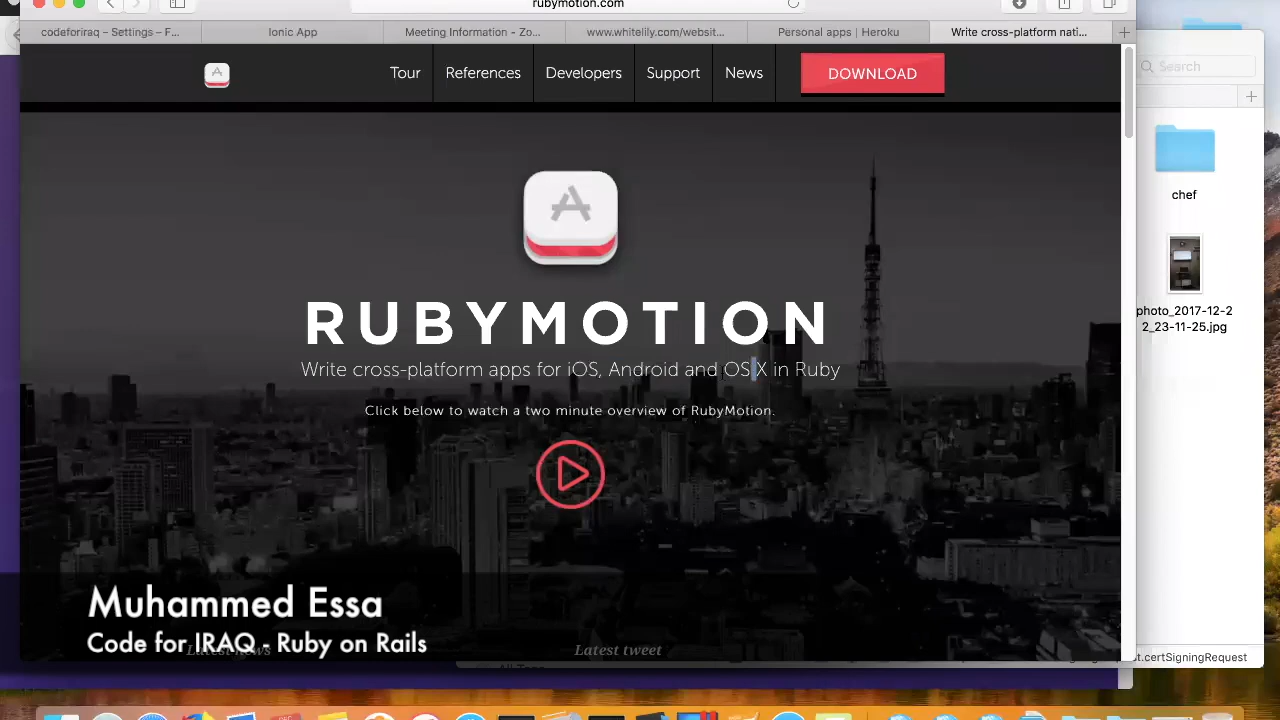 rubymotion.com
codeforiraq – Settings – F...
Ionic App
Meeting Information - Zo...
www.whitelily.com/websit...
Personal apps | Heroku
Write cross-platform nati...
Search
Tour
References
Developers
Support
News
DOWNLOAD
chef
photo_2017-12-2
2_23-11-25.jpg
RUBYMOTION
Write cross-platform apps for iOS, Android and OS X in Ruby
Click below to watch a two minute overview of RubyMotion.
Muhammed Essa
Code for IRAQ - Ruby on Rails
Latest news
Latest tweet
t.certSigningRequest